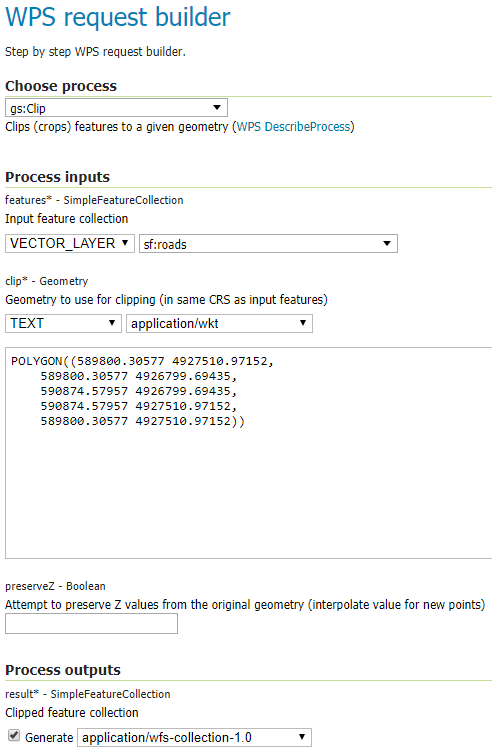 WPS request builder
Step by step WPS request builder.
Choose process
gs:Clip
Clips (crops) features to a given geometry (WPS DescribeProcess)
Process inputs
features* - SimpleFeatureCollection
Input feature collection
VECTOR_LAYER sf:roads
clip* - Geometry
Geometry to use for clipping (in same CRS as input features)
TEXT application/wkt
POLYGON((589800.30577 4927510.97152,
589800.30577 4926799.69435,
590874.57957 4926799.69435,
590874.57957 4927510.97152,
589800.30577 4927510.97152))
preserveZ - Boolean
Attempt to preserve Z values from the original geometry (interpolate value for new points)
Process outputs
result* - SimpleFeatureCollection
Clipped feature collection
Generate application/wfs-collection-1.0